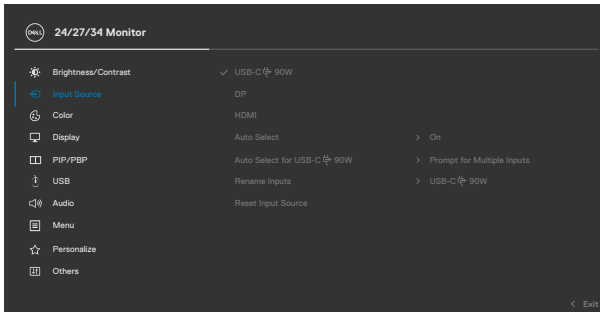 DELL 24/27/34 Monitor
Brightness/Contrast USB-C 90W
Input Source DP
Color HDMI
Display Auto Select On
PIP/PBP Auto Select for USB-C 90W Prompt for Multiple Inputs
USB Rename Inputs USB-C 90W
Audio Reset Input Source
Menu
Personalize
Others
Exit